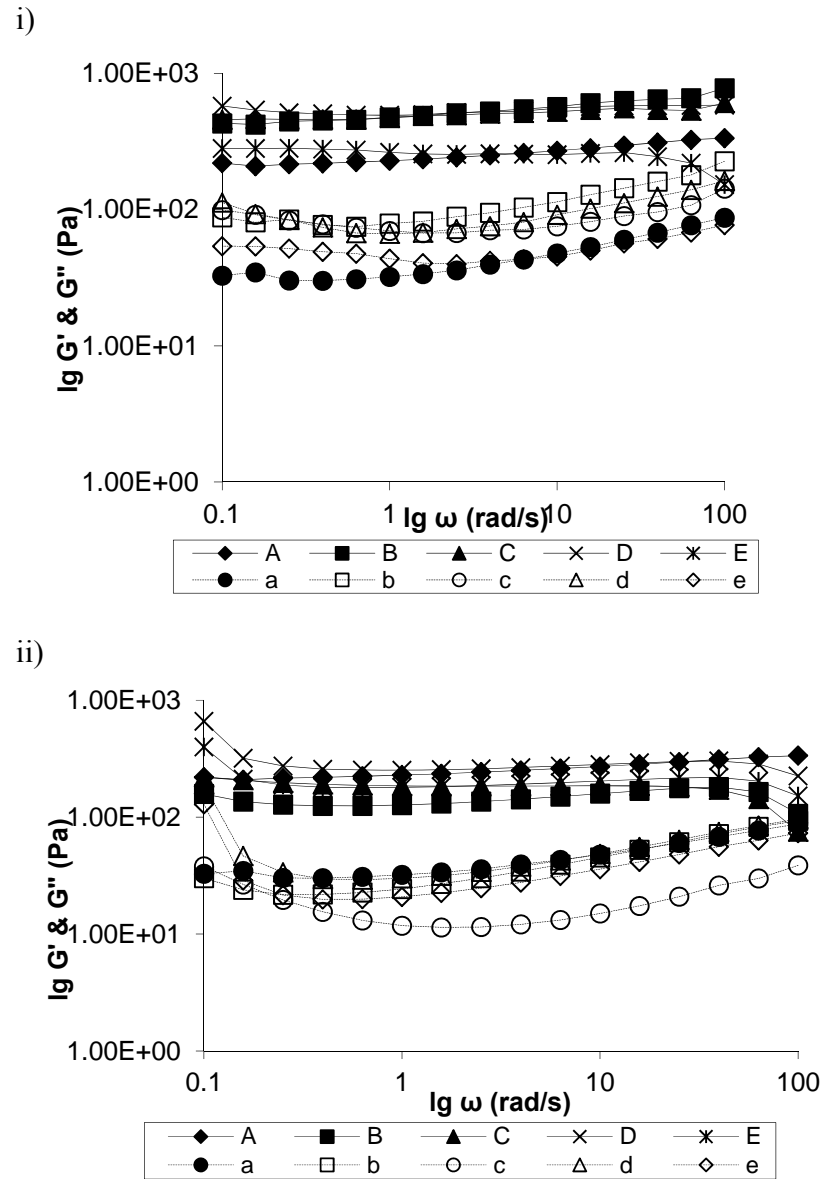 i)
1.00E+03
1.00E+02
1.00E+01
1.00E+00
lg G' & G" (Pa)
0.1 1 10 100
lg ω (rad/s)
A B C D E
a b c d e
ii)
1.00E+03
1.00E+02
1.00E+01
1.00E+00
lg G' & G" (Pa)
0.1 1 10 100
lg ω (rad/s)
A B C D E
a b c d e